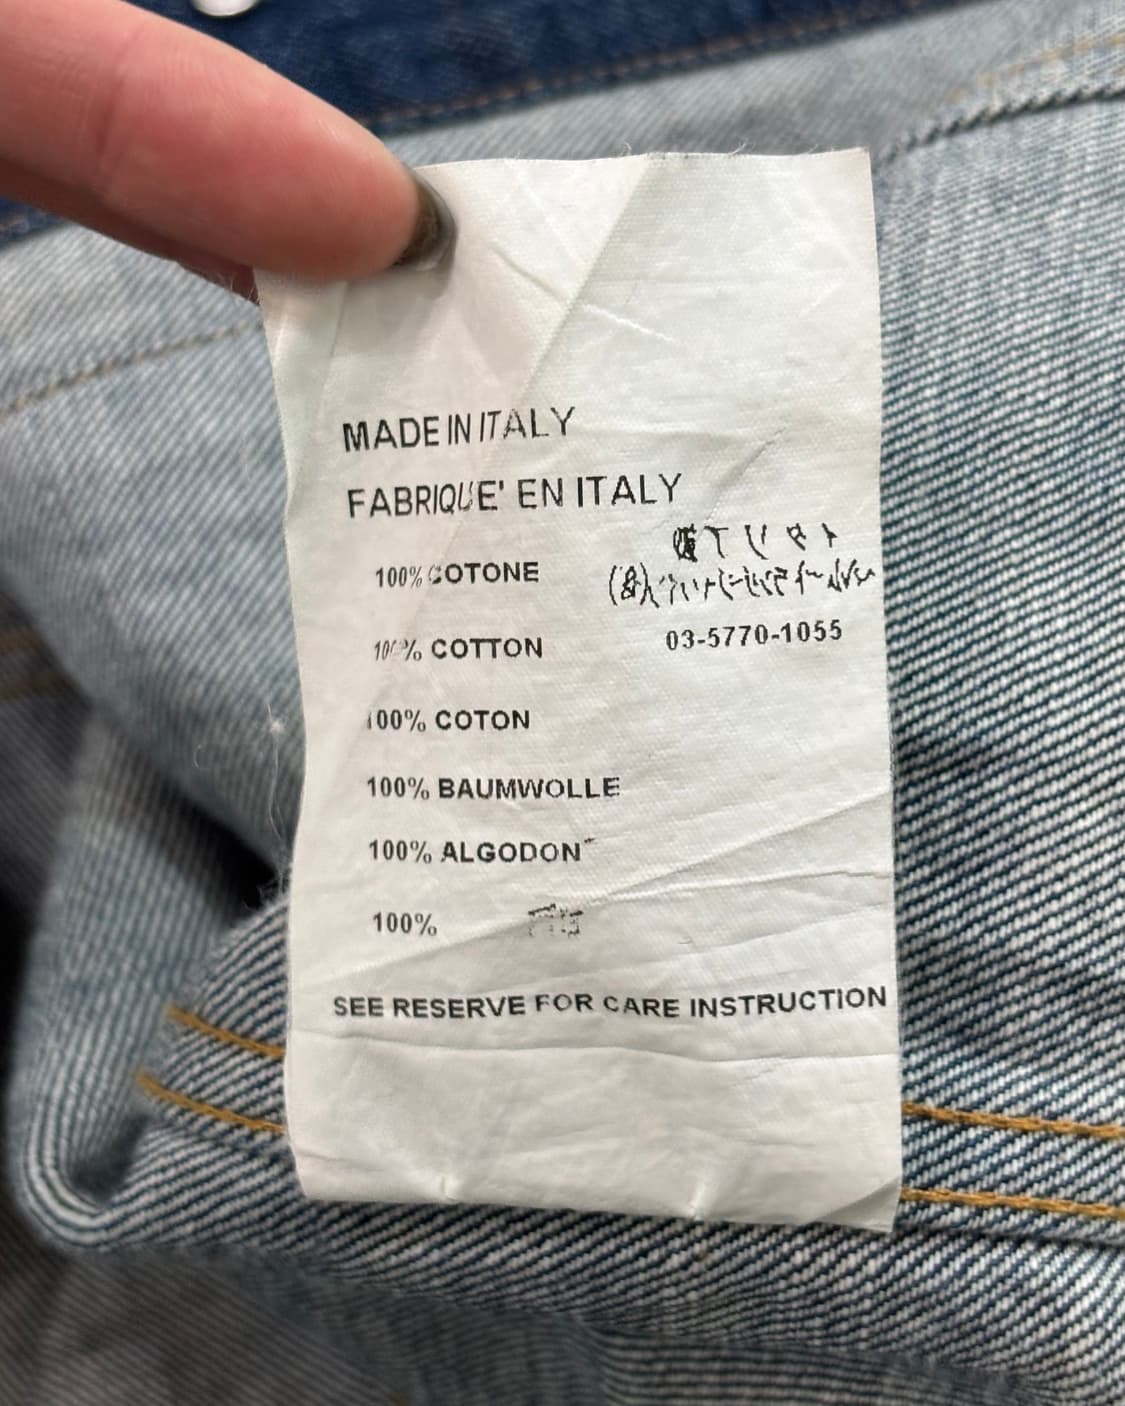 MADE IN ITALY
FABRIQUE' EN ITALY
100% COTONE
03-5770-1055
100% COTTON
100% COTON
100% BAUMWOLLE
100% ALGODON
100%
SEE RESERVE FOR CARE INSTRUCTION